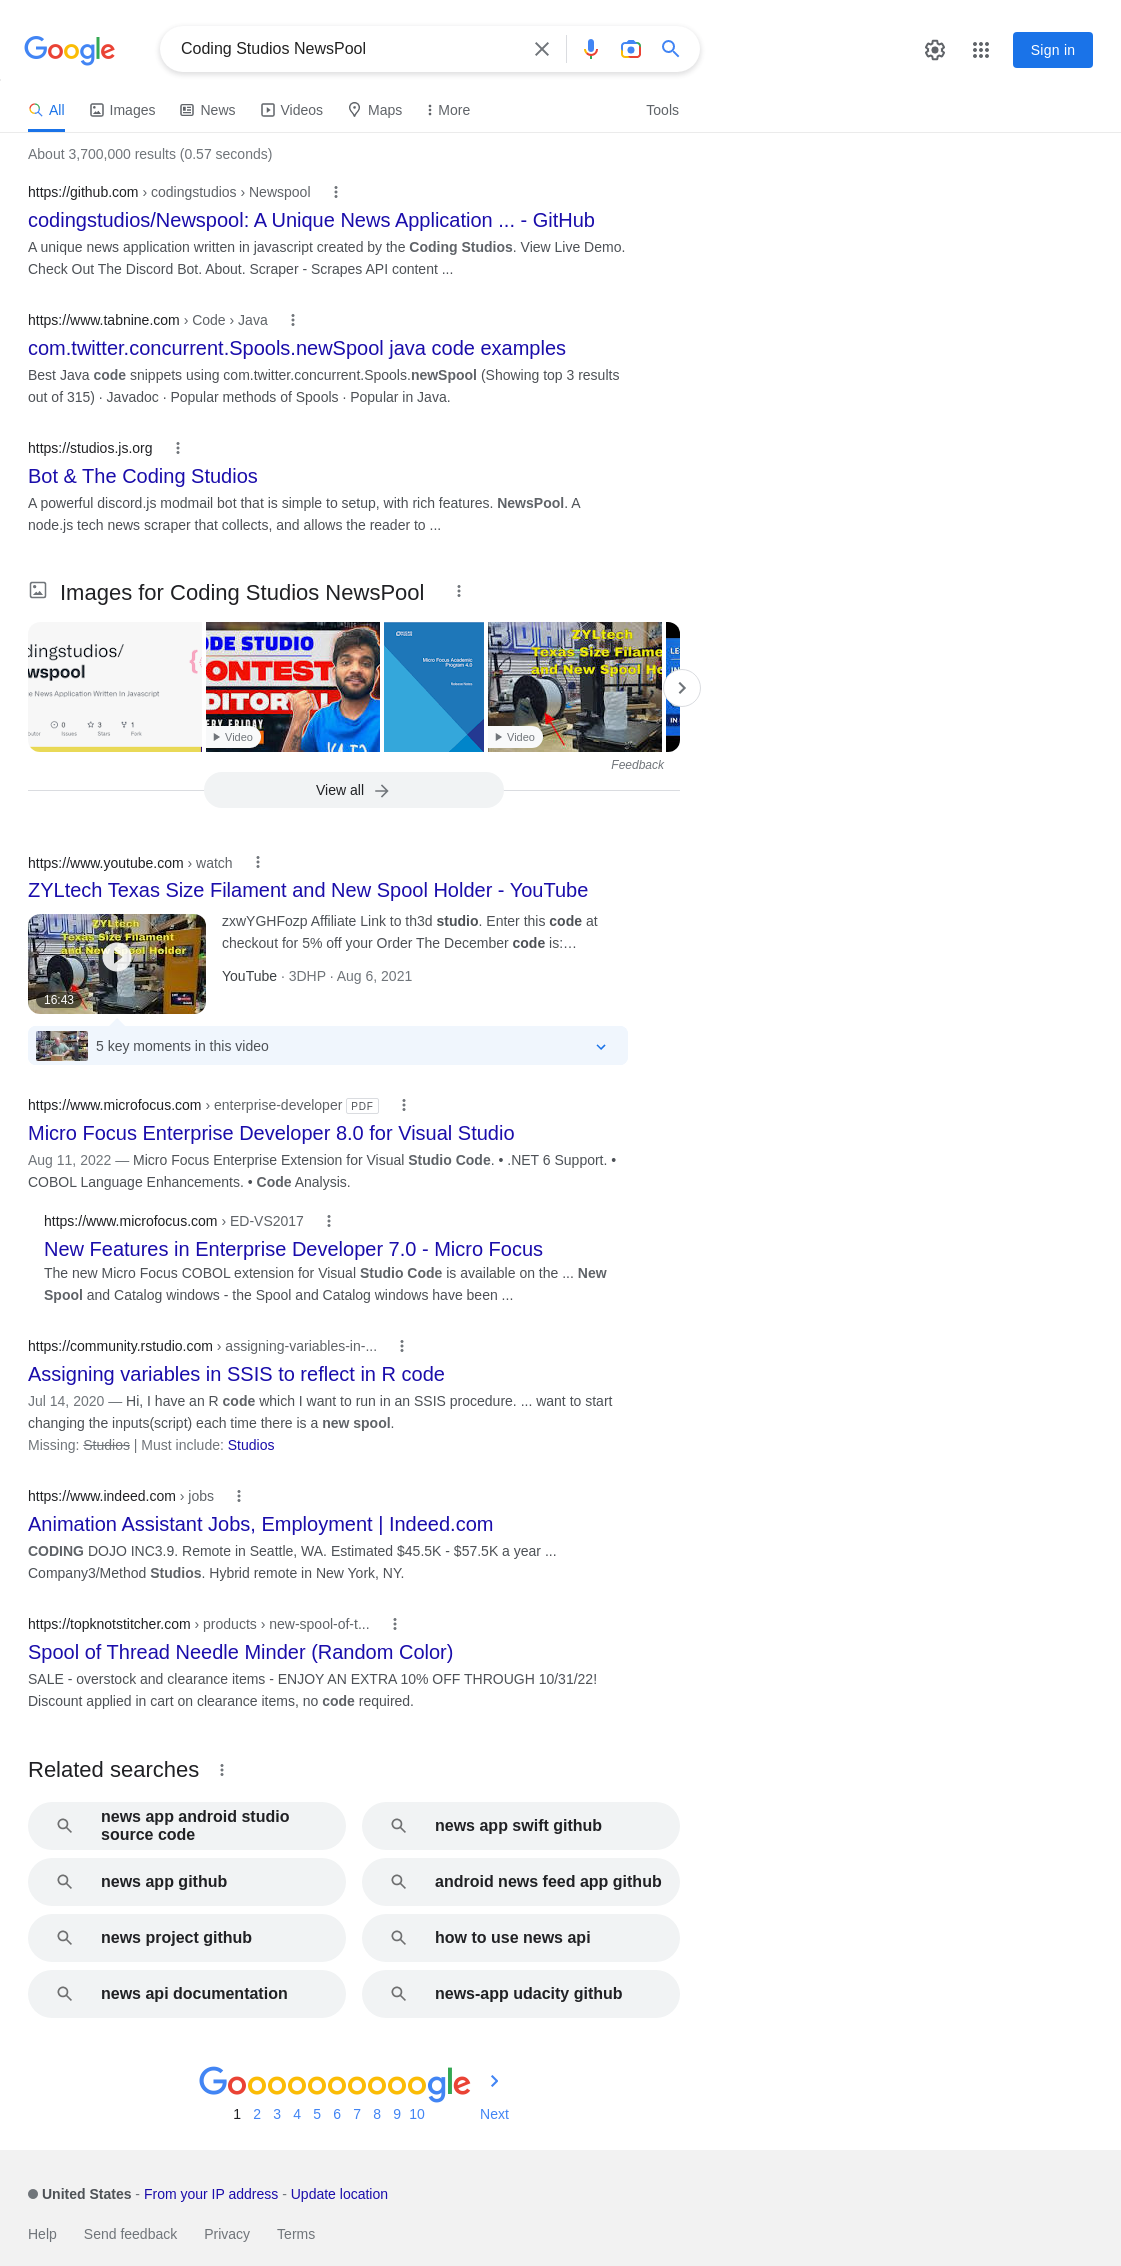 Google
Coding Studios NewsPool
Sign in
All
Images
News
Videos
Maps
More
Tools
About 3,700,000 results (0.57 seconds)
https://github.com › codingstudios › Newspool
codingstudios/Newspool: A Unique News Application ... - GitHub
A unique news application written in javascript created by the Coding Studios. View Live Demo.
Check Out The Discord Bot. About. Scraper - Scrapes API content ...
https://www.tabnine.com › Code › Java
com.twitter.concurrent.Spools.newSpool java code examples
Best Java code snippets using com.twitter.concurrent.Spools.newSpool (Showing top 3 results
out of 315) · Javadoc · Popular methods of Spools · Popular in Java.
https://studios.js.org
Bot & The Coding Studios
A powerful discord.js modmail bot that is simple to setup, with rich features. NewsPool. A
node.js tech news scraper that collects, and allows the reader to ...
Images for Coding Studios NewsPool
dingstudios/
wspool
e News Application Written In Javascript
0
3
1
Issues
Stars
Fork
ODE STUDIO
ONTEST
DITORIAL
ERY FRIDAY
Video
Micro Focus Academic
Program 4.0
Release Notes
ZYLtech
Texas Size Filame
and New Spool Ho
Video
LE
IN
Feedback
View all
https://www.youtube.com › watch
ZYLtech Texas Size Filament and New Spool Holder - YouTube
ZYLtech
Texas Size Filament
and New Spool Holder
16:43
zxwYGHFozp Affiliate Link to th3d studio. Enter this code at
checkout for 5% off your Order The December code is:…
YouTube · 3DHP · Aug 6, 2021
5 key moments in this video
https://www.microfocus.com › enterprise-developer PDF
Micro Focus Enterprise Developer 8.0 for Visual Studio
Aug 11, 2022 — Micro Focus Enterprise Extension for Visual Studio Code. • .NET 6 Support. •
COBOL Language Enhancements. • Code Analysis.
https://www.microfocus.com › ED-VS2017
New Features in Enterprise Developer 7.0 - Micro Focus
The new Micro Focus COBOL extension for Visual Studio Code is available on the ... New
Spool and Catalog windows - the Spool and Catalog windows have been ...
https://community.rstudio.com › assigning-variables-in-...
Assigning variables in SSIS to reflect in R code
Jul 14, 2020 — Hi, I have an R code which I want to run in an SSIS procedure. ... want to start
changing the inputs(script) each time there is a new spool.
Missing: Studios | Must include: Studios
https://www.indeed.com › jobs
Animation Assistant Jobs, Employment | Indeed.com
CODING DOJO INC3.9. Remote in Seattle, WA. Estimated $45.5K - $57.5K a year ...
Company3/Method Studios. Hybrid remote in New York, NY.
https://topknotstitcher.com › products › new-spool-of-t...
Spool of Thread Needle Minder (Random Color)
SALE - overstock and clearance items - ENJOY AN EXTRA 10% OFF THROUGH 10/31/22!
Discount applied in cart on clearance items, no code required.
Related searches
news app android studio
source code
news app swift github
news app github
android news feed app github
news project github
how to use news api
news api documentation
news-app udacity github
Goooooooooogle
1 2 3 4 5 6 7 8 9 10 Next
United States - From your IP address - Update location
Help Send feedback Privacy Terms